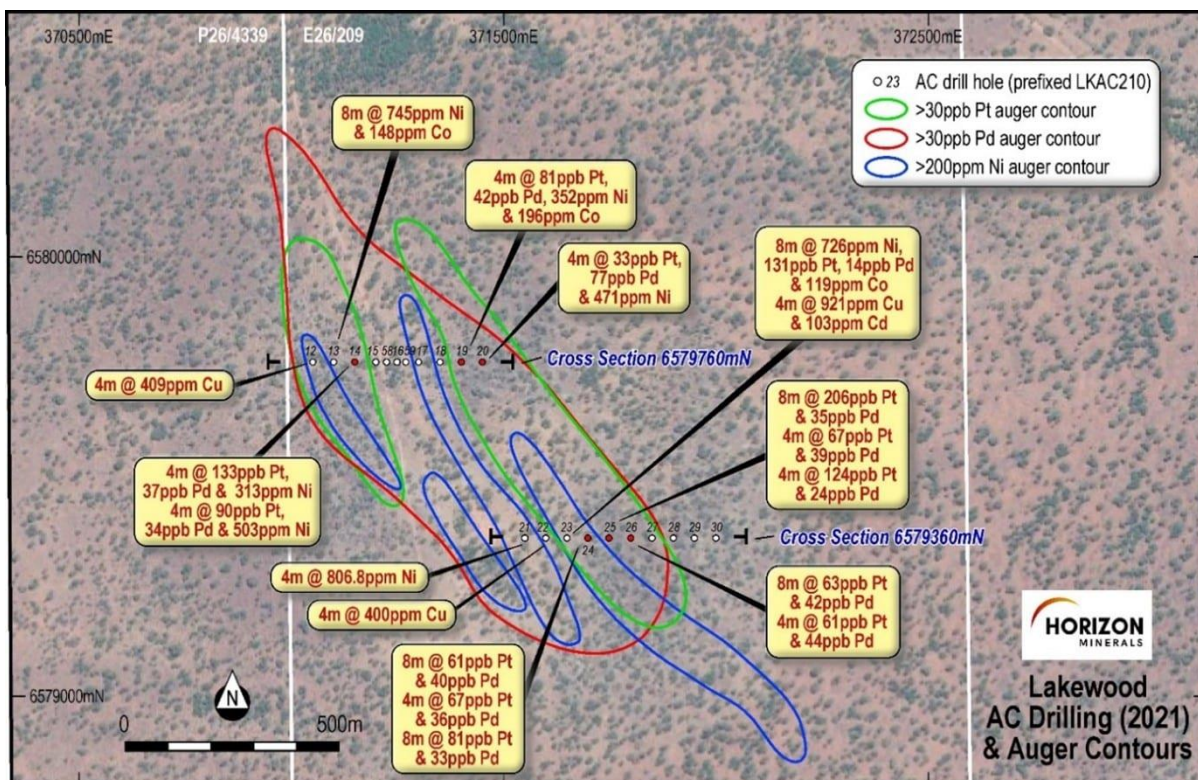 370500mE
P26/4339
E26/209
371500mE
372500mE
23 AC drill hole (prefixed LKAC210)
>30ppb Pt auger contour
>30ppb Pd auger contour
>200ppm Ni auger contour
8m @ 745ppm Ni
& 148ppm Co
4m @ 81ppb Pt,
42ppb Pd, 352ppm Ni
& 196ppm Co
4m @ 33ppb Pt,
77ppb Pd
& 471ppm Ni
8m @ 726ppm Ni,
131ppb Pt, 14ppb Pd
& 119ppm Co
4m @ 921ppm Cu
& 103ppm Cd
6580000mN
12 13 14 15 58 16 59 17 18 19 20
Cross Section 6579760mN
4m @ 409ppm Cu
4m @ 133ppb Pt,
37ppb Pd & 313ppm Ni
4m @ 90ppb Pt,
34ppb Pd & 503ppm Ni
8m @ 206ppb Pt
& 35ppb Pd
4m @ 67ppb Pt
& 39ppb Pd
4m @ 124ppb Pt
& 24ppb Pd
21 22 23 24 25 26 27 28 29 30
Cross Section 6579360mN
4m @ 806.8ppm Ni
4m @ 400ppm Cu
8m @ 63ppb Pt
& 42ppb Pd
4m @ 61ppb Pt
& 44ppb Pd
8m @ 61ppb Pt
& 40ppb Pd
4m @ 67ppb Pt
& 36ppb Pd
8m @ 81ppb Pt
& 33ppb Pd
6579000mN
N
0
500m
HORIZON
MINERALS
Lakewood
AC Drilling (2021)
& Auger Contours